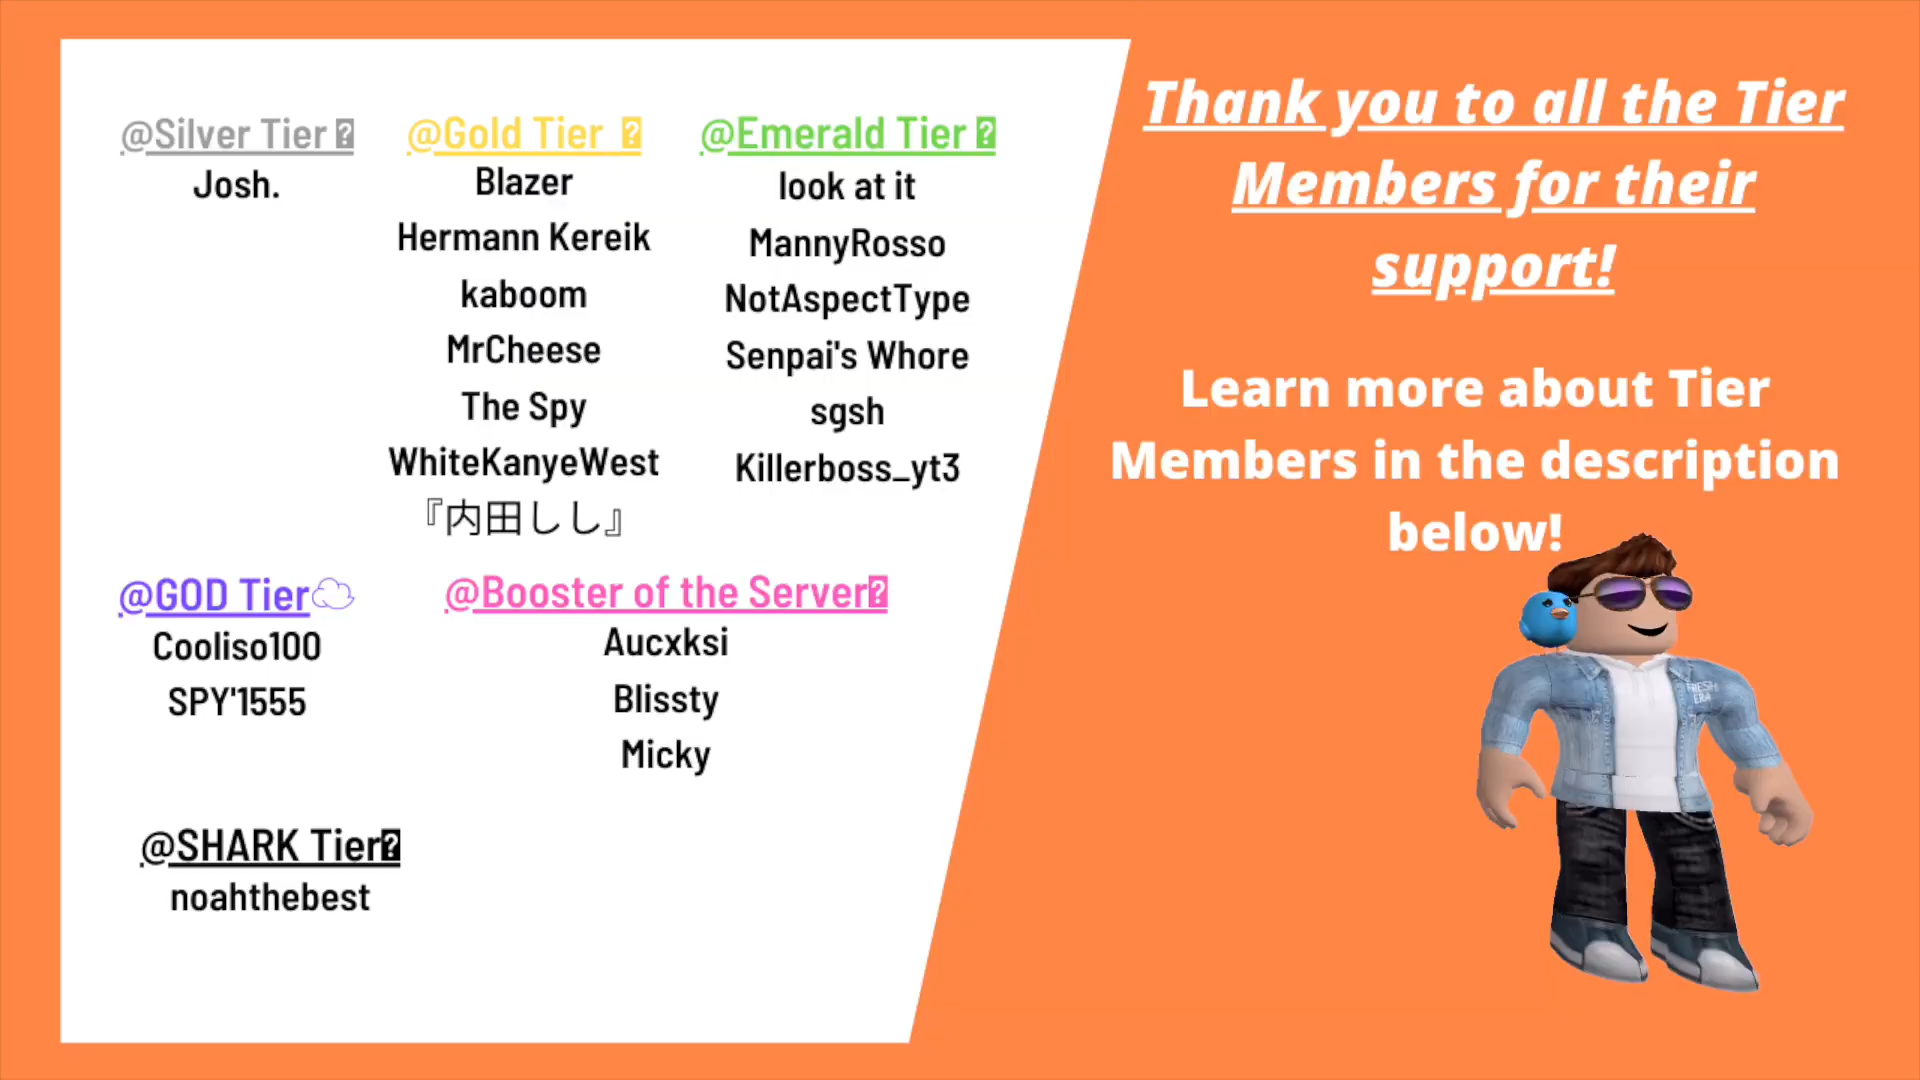 @Silver Tier
Josh.
@Gold Tier
Blazer
Hermann Kereik
kaboom
MrCheese
The Spy
WhiteKanyeWest
『内田しし』
@Emerald Tier
look at it
MannyRosso
NotAspectType
Senpai's Whore
sgsh
Killerboss_yt3
@GOD Tier
Cooliso100
SPY'1555
@Booster of the Server
Aucxksi
Blissty
Micky
@SHARK Tier
noahthebest
Thank you to all the Tier
Members for their
support!
Learn more about Tier
Members in the description
below!
FRESH
ERA